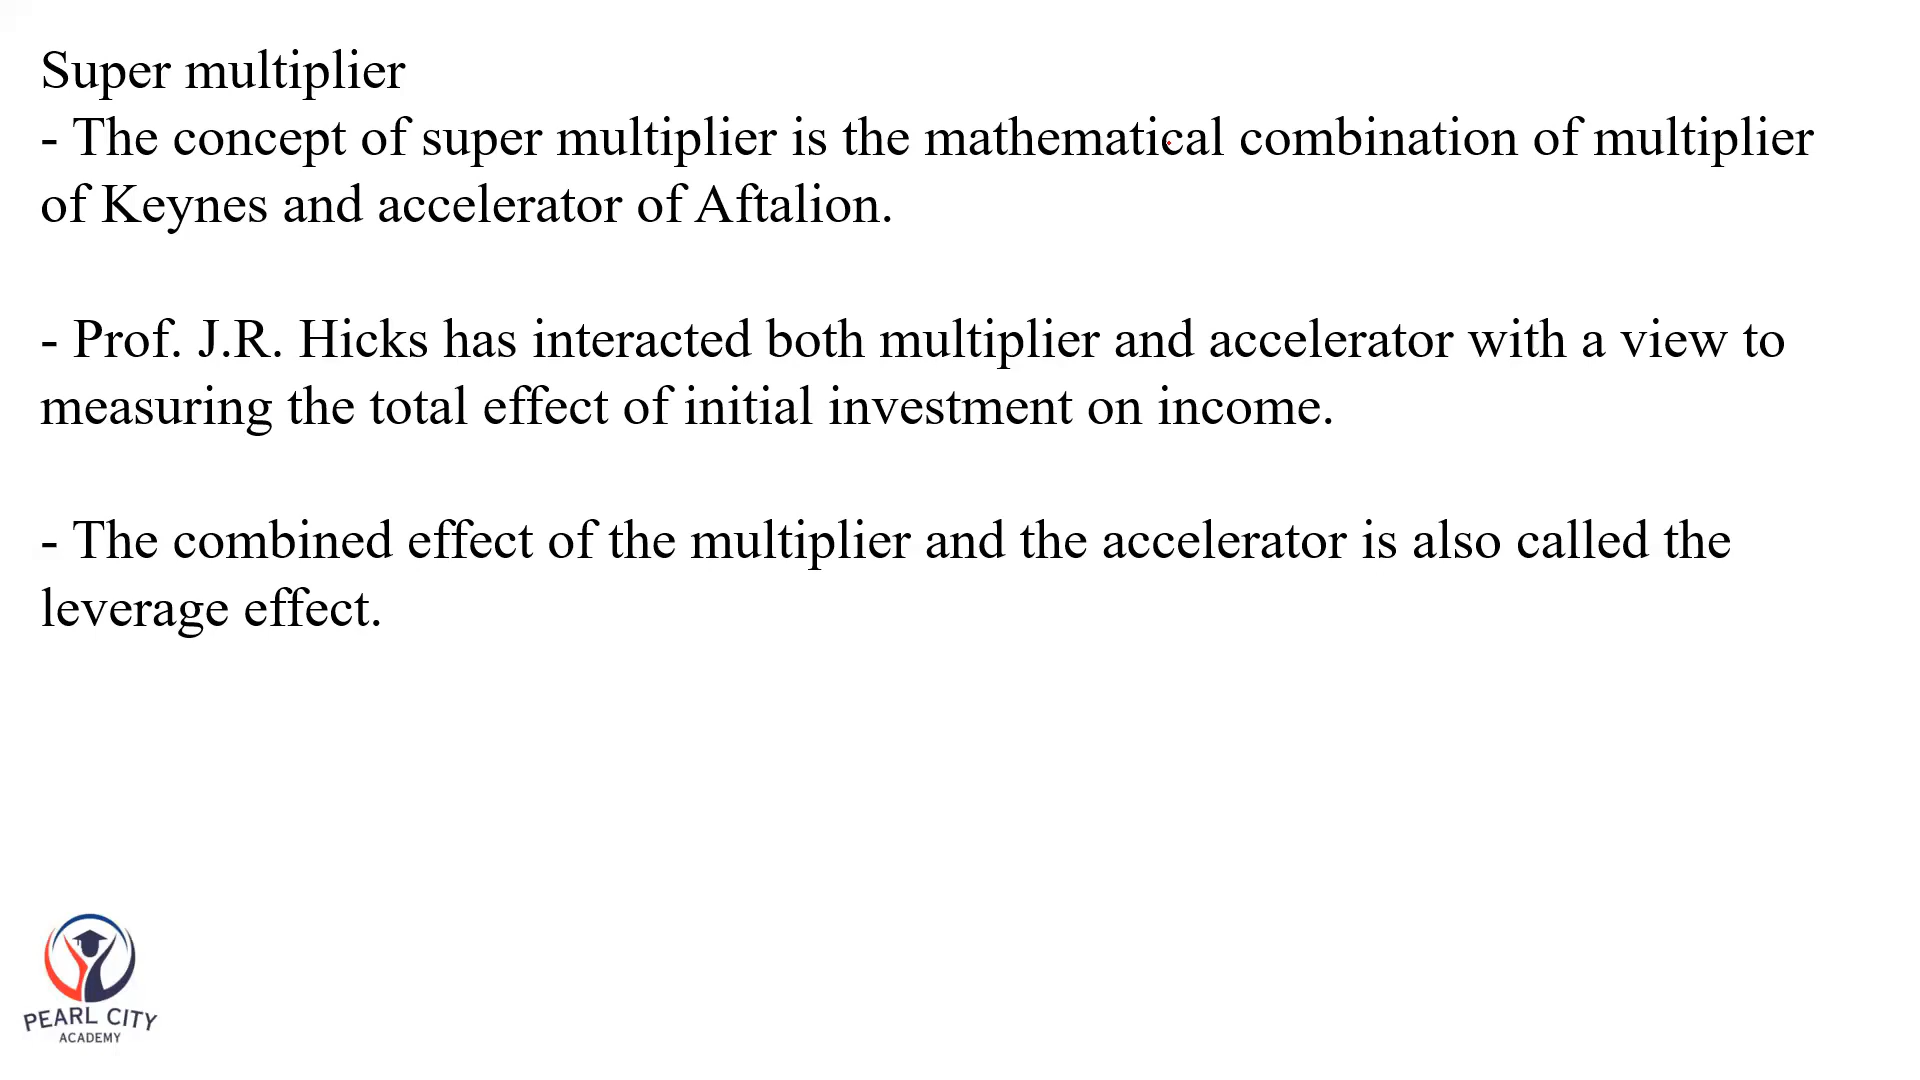 Super multiplier
- The concept of super multiplier is the mathematical combination of multiplier
of Keynes and accelerator of Aftalion.
- Prof. J.R. Hicks has interacted both multiplier and accelerator with a view to
measuring the total effect of initial investment on income.
- The combined effect of the multiplier and the accelerator is also called the
leverage effect.
PEARL CITY
ACADEMY